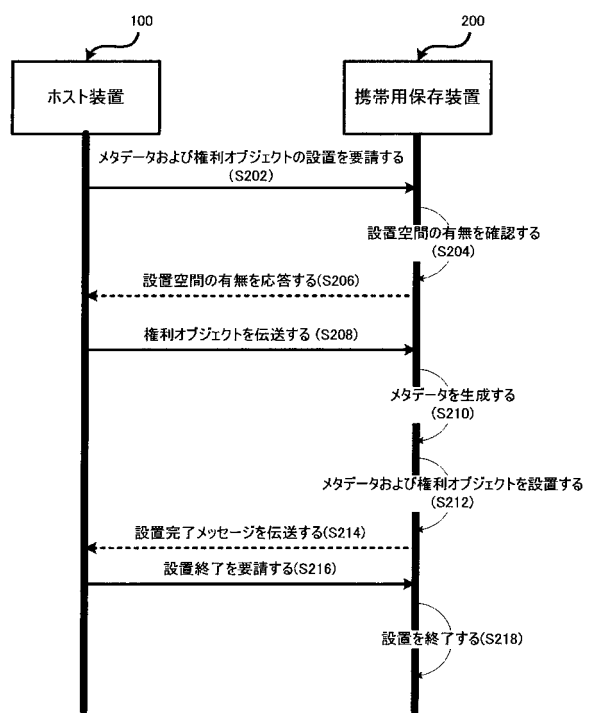 100
200
ホスト装置
携帯用保存装置
メタデータおよび権利オブジェクトの設置を要請する
(S202)
設置空間の有無を確認する
(S204)
設置空間の有無を応答する(S206)
権利オブジェクトを伝送する (S208)
メタデータを生成する
(S210)
メタデータおよび権利オブジェクトを設置する
(S212)
設置完了メッセージを伝送する(S214)
設置終了を要請する(S216)
設置を終了する(S218)